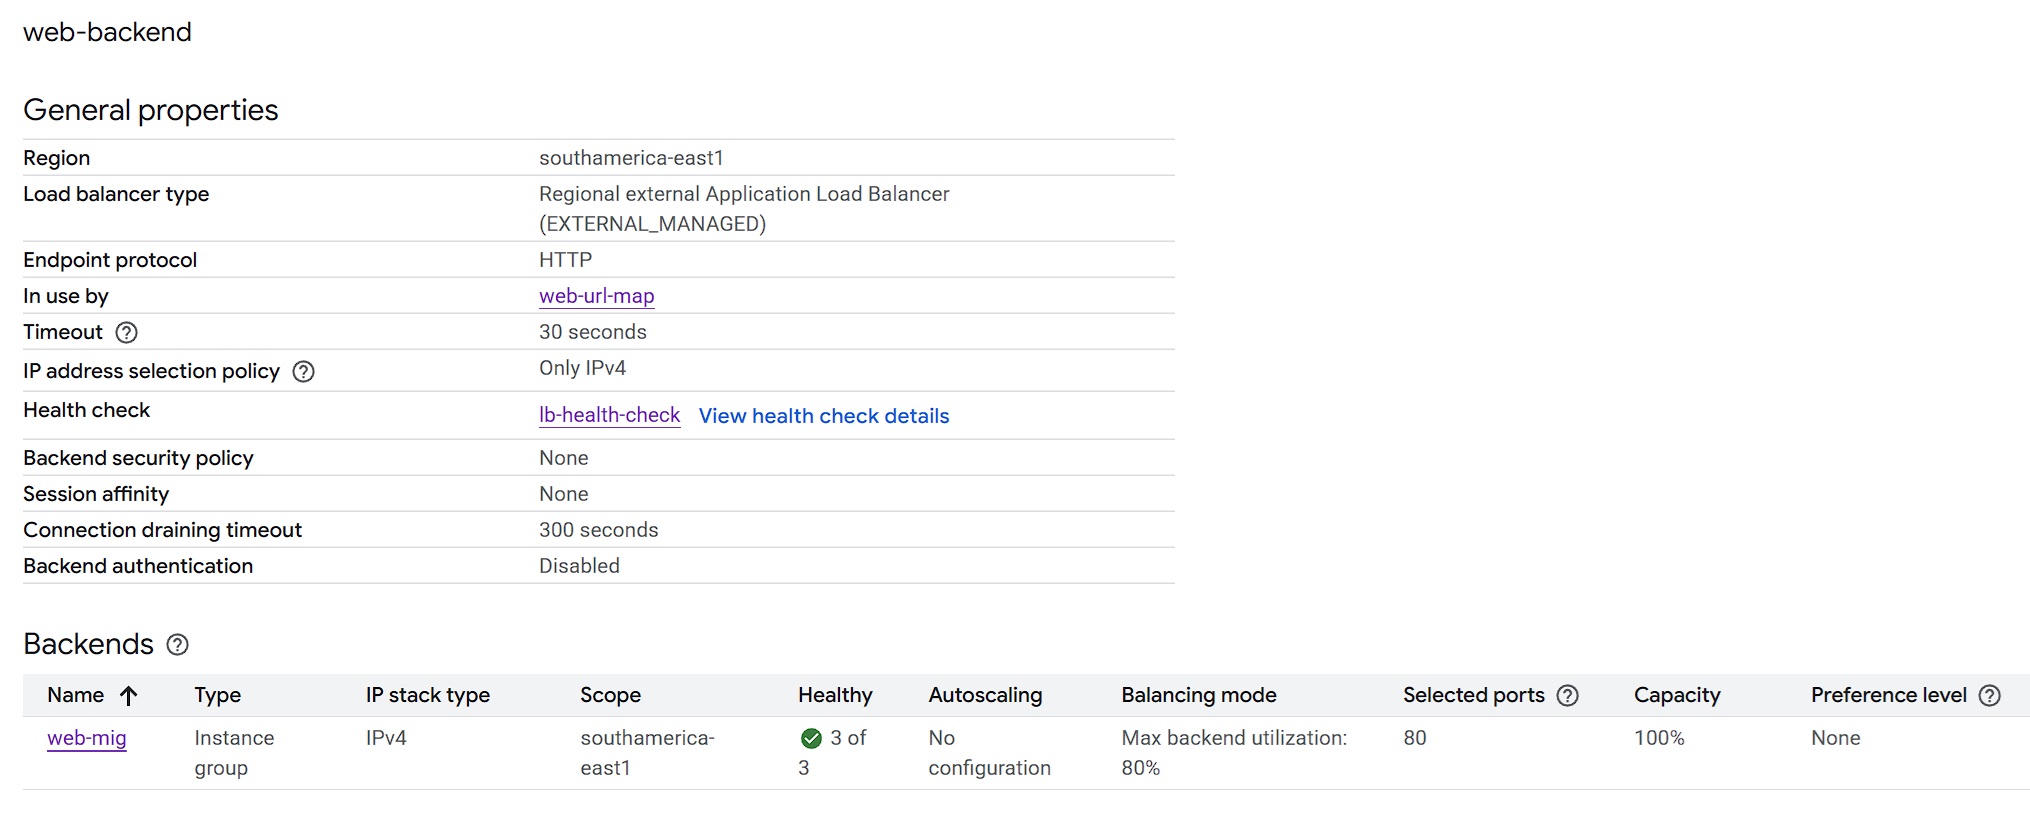 web-backend
General properties
Region southamerica-east1
Load balancer type Regional external Application Load Balancer
(EXTERNAL_MANAGED)
Endpoint protocol HTTP
In use by web-url-map
Timeout 30 seconds
IP address selection policy Only IPv4
Health check lb-health-check View health check details
Backend security policy None
Session affinity None
Connection draining timeout 300 seconds
Backend authentication Disabled
Backends
Name Type IP stack type Scope Healthy Autoscaling Balancing mode Selected ports Capacity Preference level
web-mig Instance IPv4 southamerica- 3 of No Max backend utilization: 80 100% None
group east1 3 configuration 80%